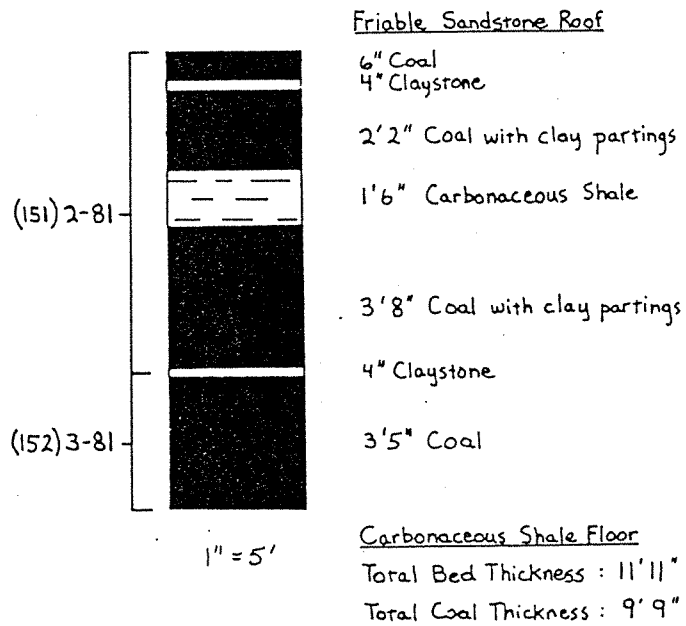 Friable Sandstone Roof
6" Coal
4" Claystone
2'2" Coal with clay partings
1'6" Carbonaceous Shale
(151) 2-81
3'8" Coal with clay partings
4" Claystone
(152) 3-81
3'5" Coal
1" = 5'
Carbonaceous Shale Floor
Total Bed Thickness : 11'11"
Total Coal Thickness : 9'9"